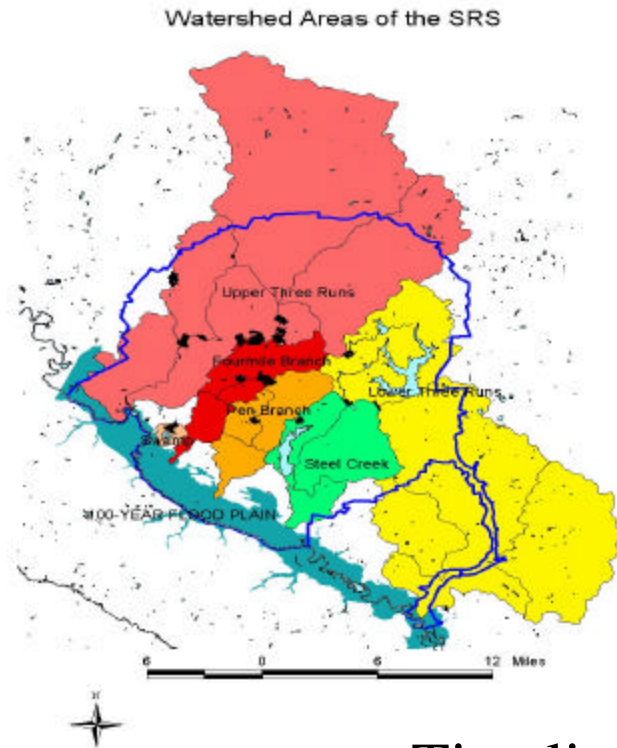 Watershed Areas of the SRS
Upper Three Runs
Fourmile Branch
Lower Three Runs
Pen Branch
Swamp
Steel Creek
100-YEAR FLOOD PLAIN
6 0 6 12 Miles
N